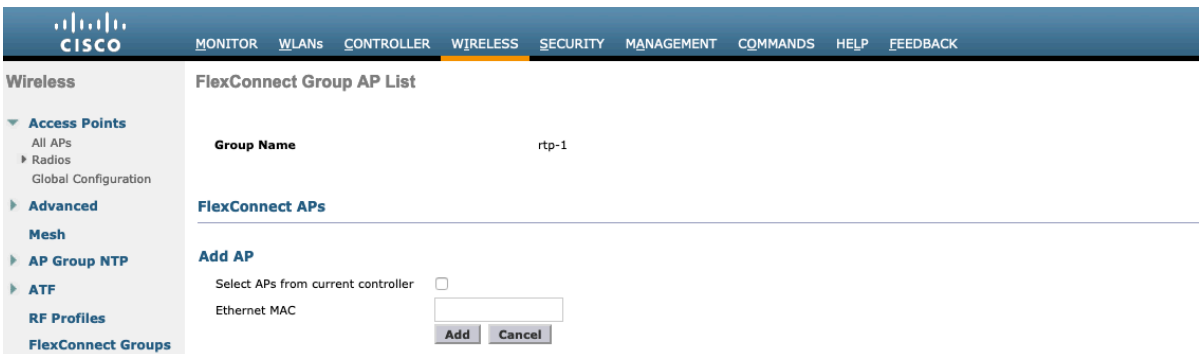 CISCO
MONITOR WLANs CONTROLLER WIRELESS SECURITY MANAGEMENT COMMANDS HELP FEEDBACK
Wireless
Access Points
All APs
Radios
Global Configuration
Advanced
Mesh
AP Group NTP
ATF
RF Profiles
FlexConnect Groups
FlexConnect Group AP List
Group Name rtp-1
FlexConnect APs
Add AP
Select APs from current controller
Ethernet MAC
Add Cancel